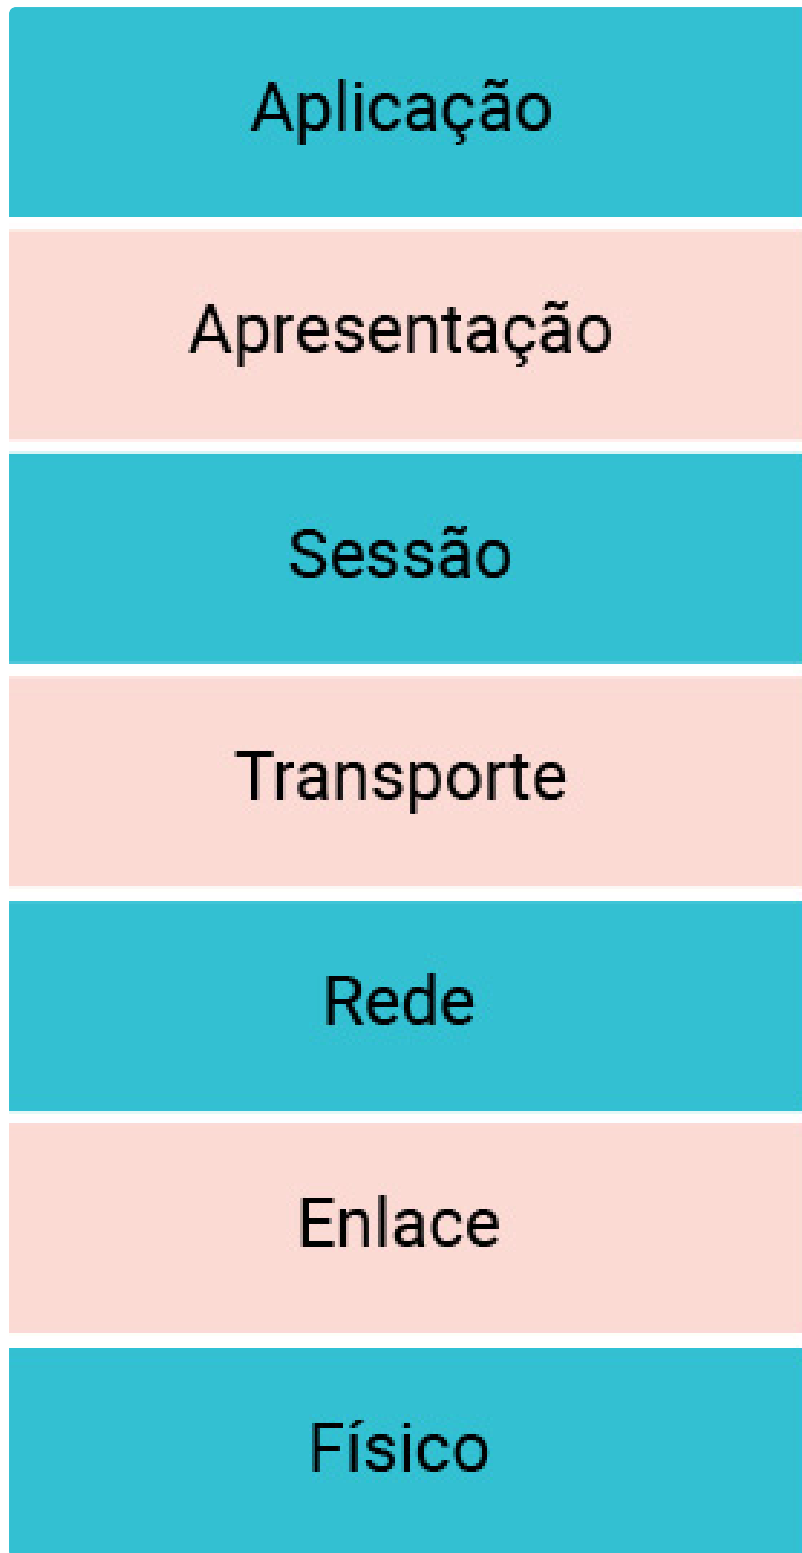 Aplicação
Apresentação
Sessão
Transporte
Rede
Enlace
Físico